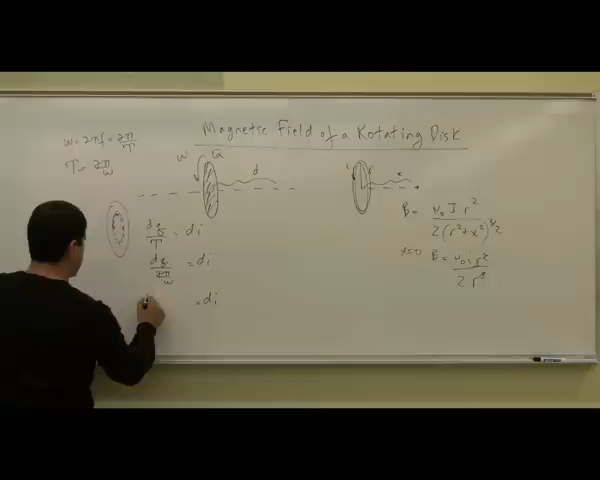 Magnetic Field of a Rotating Disk
ω = 2πf = 2π/T
T = 2π/ω
ω Q
d
i r
x
dq/T = di
dq/(2π/ω) = di
= di
B = μ₀ I r²/2(r²+x²)^3/2
x=0 B = μ₀ i r²/2 r³